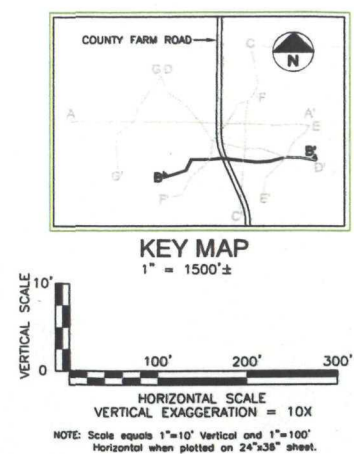 COUNTY FARM ROAD
N
C
G D
F
A
A'
E
B'
B
D'
G'
F'
E'
C'
KEY MAP
1" = 1500'±
VERTICAL SCALE
10'
0
100'
200'
300'
HORIZONTAL SCALE
VERTICAL EXAGGERATION = 10X
NOTE: Scale equals 1"=10' Vertical and 1"=100'
Horizontal when plotted on 24"x36" sheet.